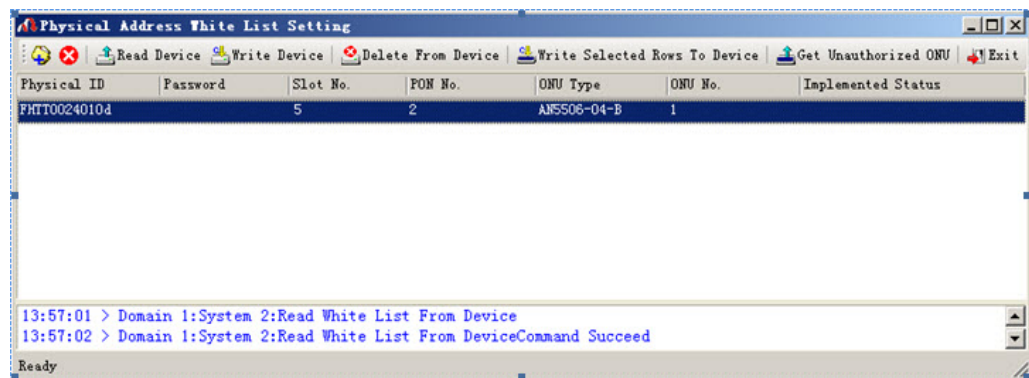 Physical Address White List Setting
Read Device Write Device Delete From Device Write Selected Rows To Device Get Unauthorized ONU Exit
Physical ID Password Slot No. PON No. ONU Type ONU No. Implemented Status
FHTT0024010d 5 2 AN5506-04-B 1
13:57:01 > Domain 1:System 2:Read White List From Device
13:57:02 > Domain 1:System 2:Read White List From DeviceCommand Succeed
Ready